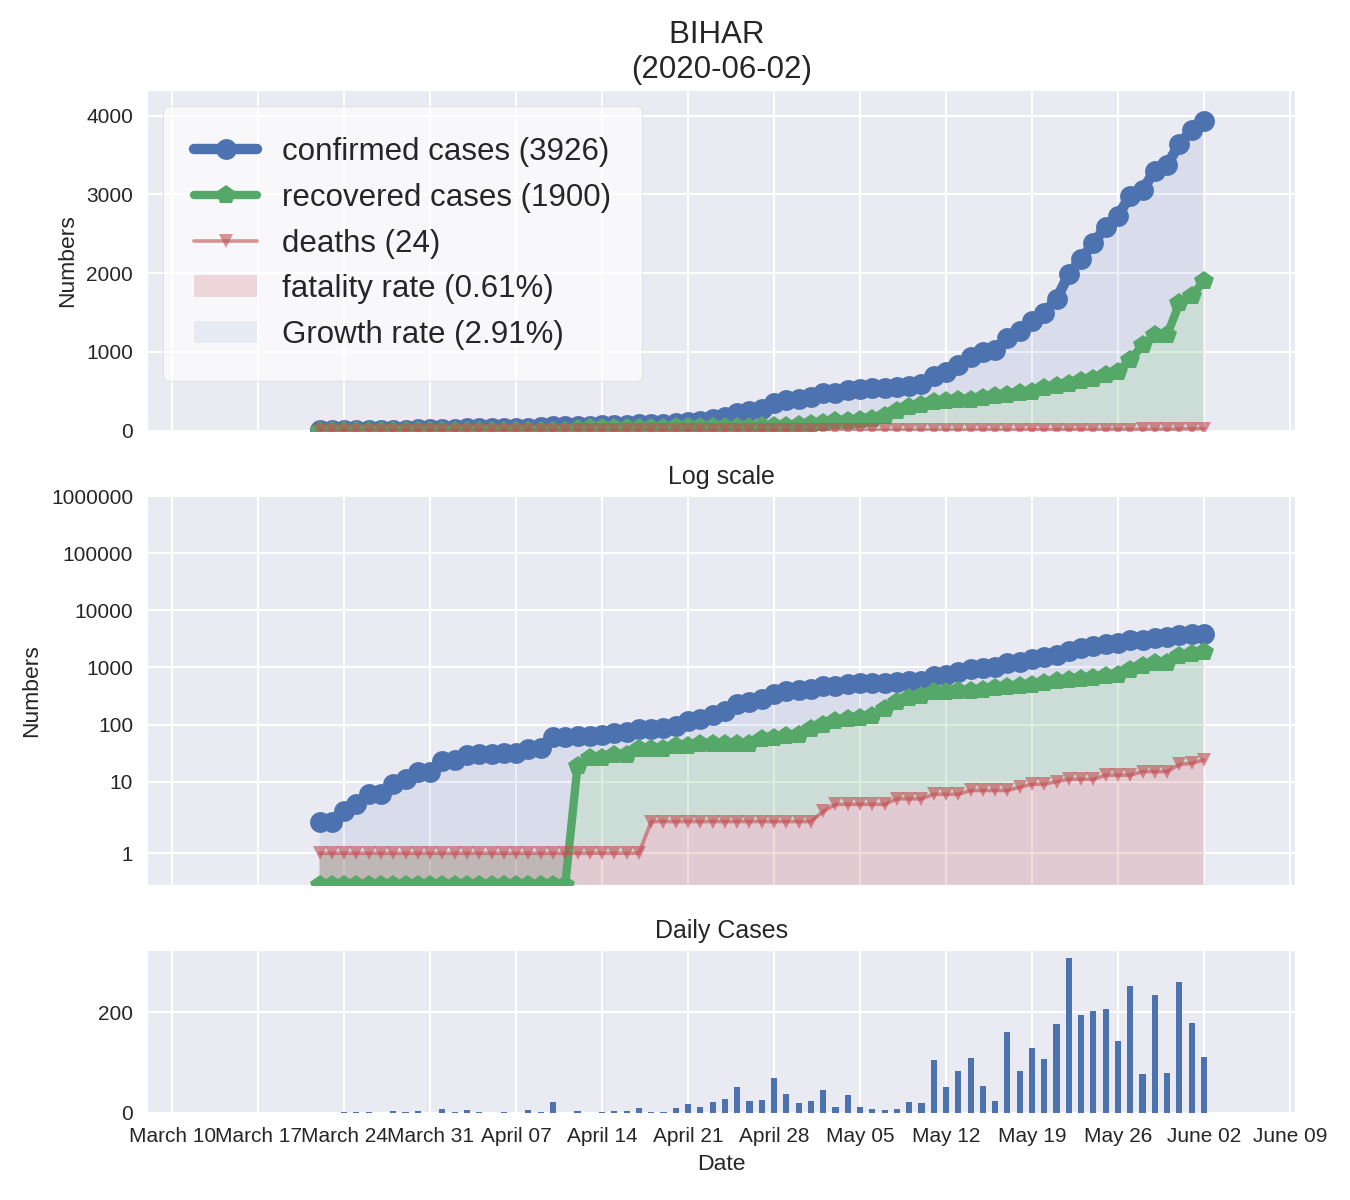 BIHAR
(2020-06-02)
4000
3000
2000
1000
0
Numbers
confirmed cases (3926)
recovered cases (1900)
deaths (24)
fatality rate (0.61%)
Growth rate (2.91%)
Log scale
1000000
100000
10000
1000
100
10
1
Numbers
Daily Cases
200
0
March 10 March 17 March 24 March 31 April 07 April 14 April 21 April 28 May 05 May 12 May 19 May 26 June 02 June 09
Date